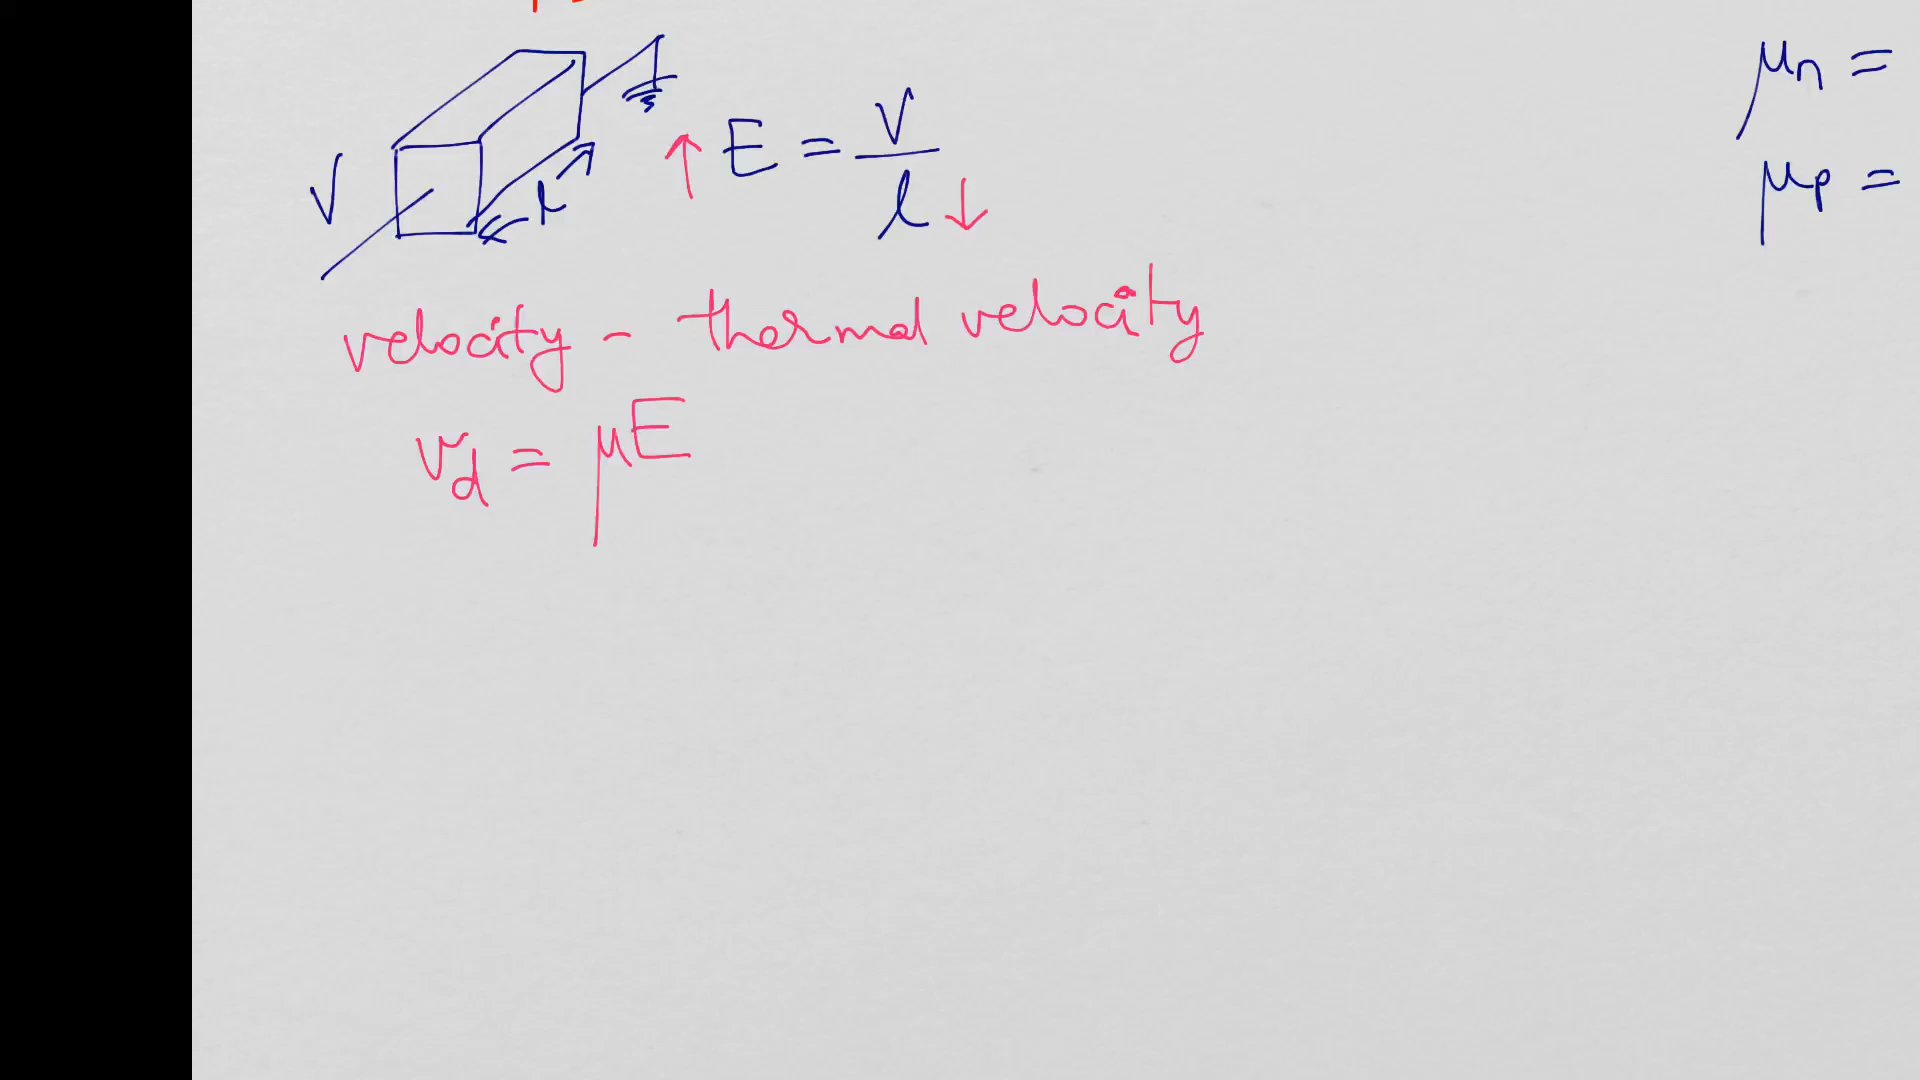 V
l
E = V/l
μn =
μp =
velocity - thermal velocity
vd = μE